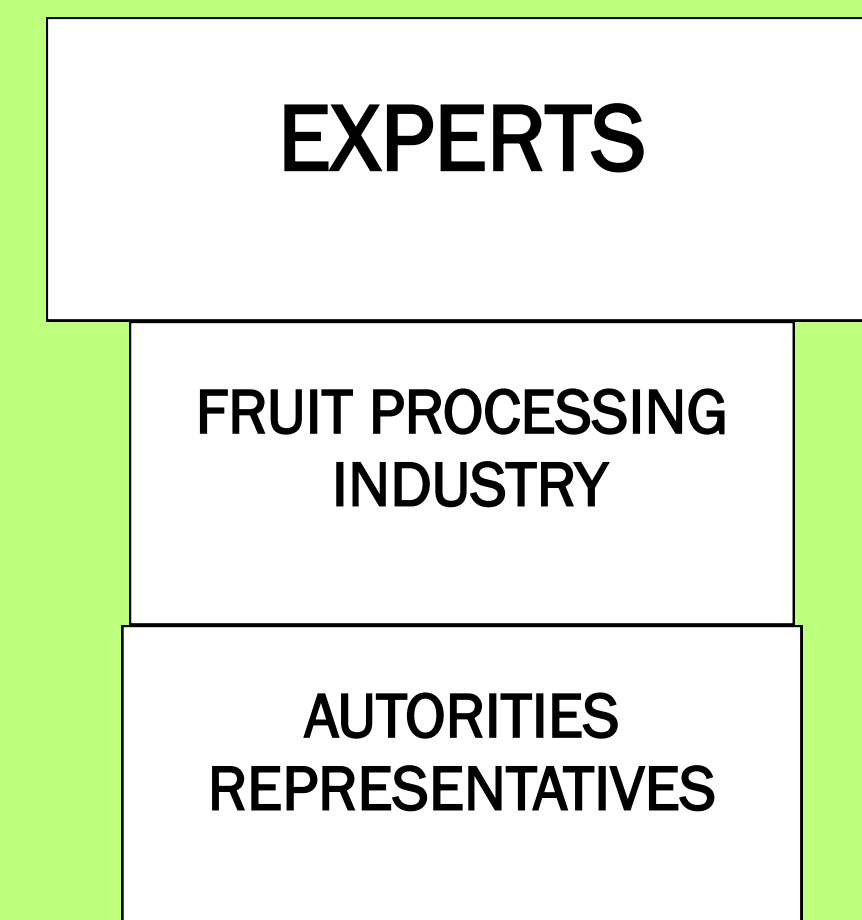 EXPERTS
FRUIT PROCESSING
INDUSTRY
AUTORITIES
REPRESENTATIVES